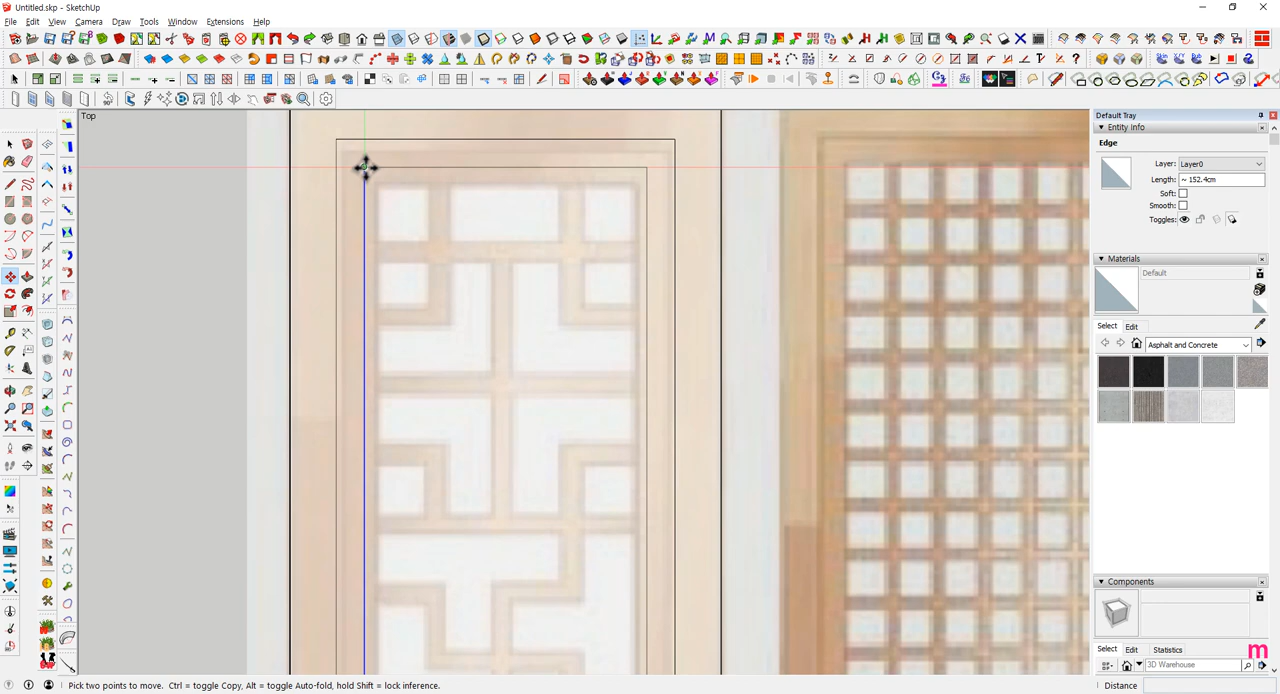 Untitled.skp - SketchUp
File Edit View Camera Draw Tools Window Extensions Help
Top
Default Tray
Entity Info
Edge
Layer: Layer0
Length: ~ 152.4cm
Soft:
Smooth:
Toggles:
Materials
Default
Select Edit
Asphalt and Concrete
Components
Select Edit Statistics
3D Warehouse
m
Pick two points to move. Ctrl = toggle Copy, Alt = toggle Auto-fold, hold Shift = lock inference.
Distance